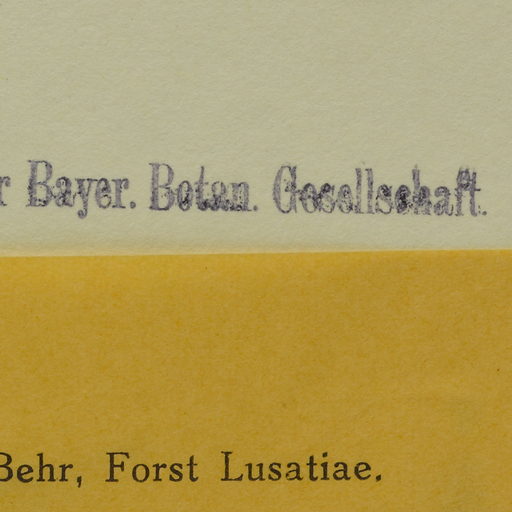 r Bayer. Botan. Gesellschaft.
Behr, Forst Lusatiae.